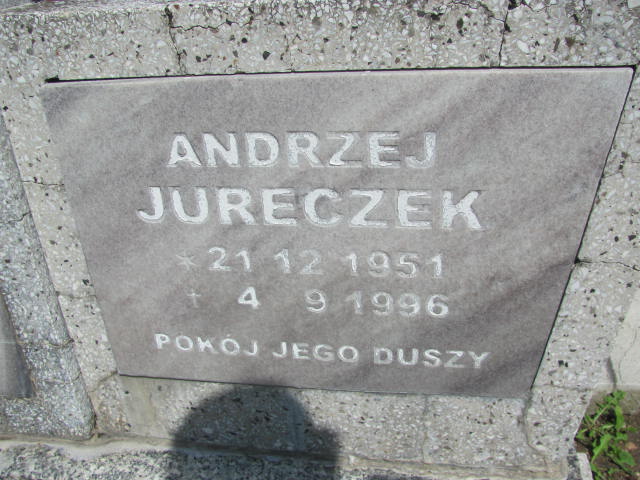 ANDRZEJ
JURECZEK
* 21 12 1951
† 4 9 1996
POKÓJ JEGO DUSZY